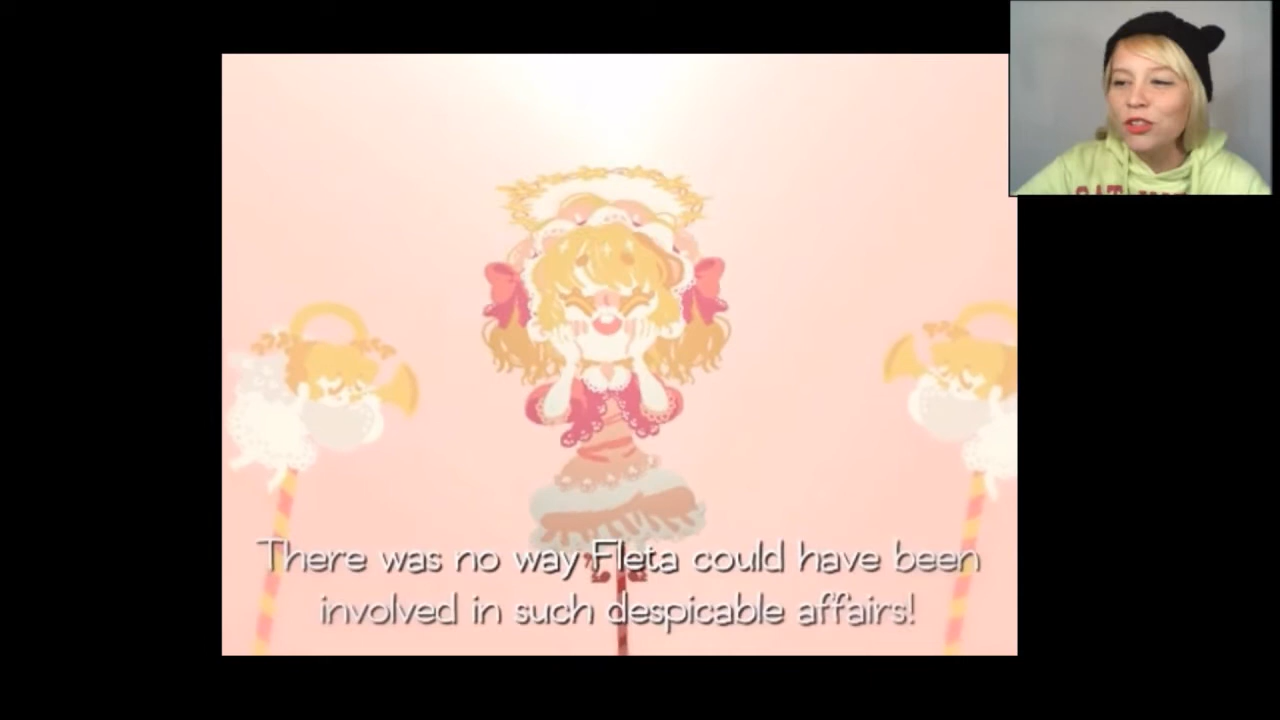 There was no way Fleta could have been
involved in such despicable affairs!